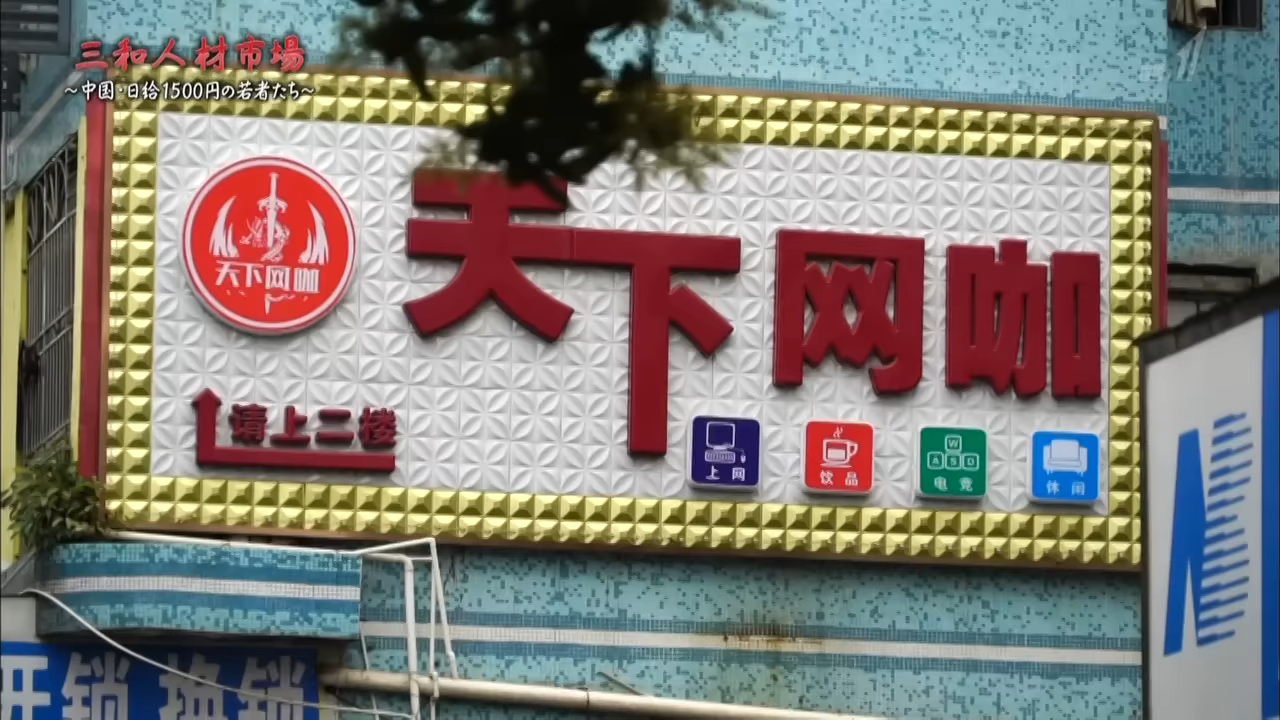 三和人材市場
～中国・日給1500円の若者たち～
天下网咖
天下网咖
请上二楼
上网
饮品
W
A S D
电竞
休闲
开锁 换锁